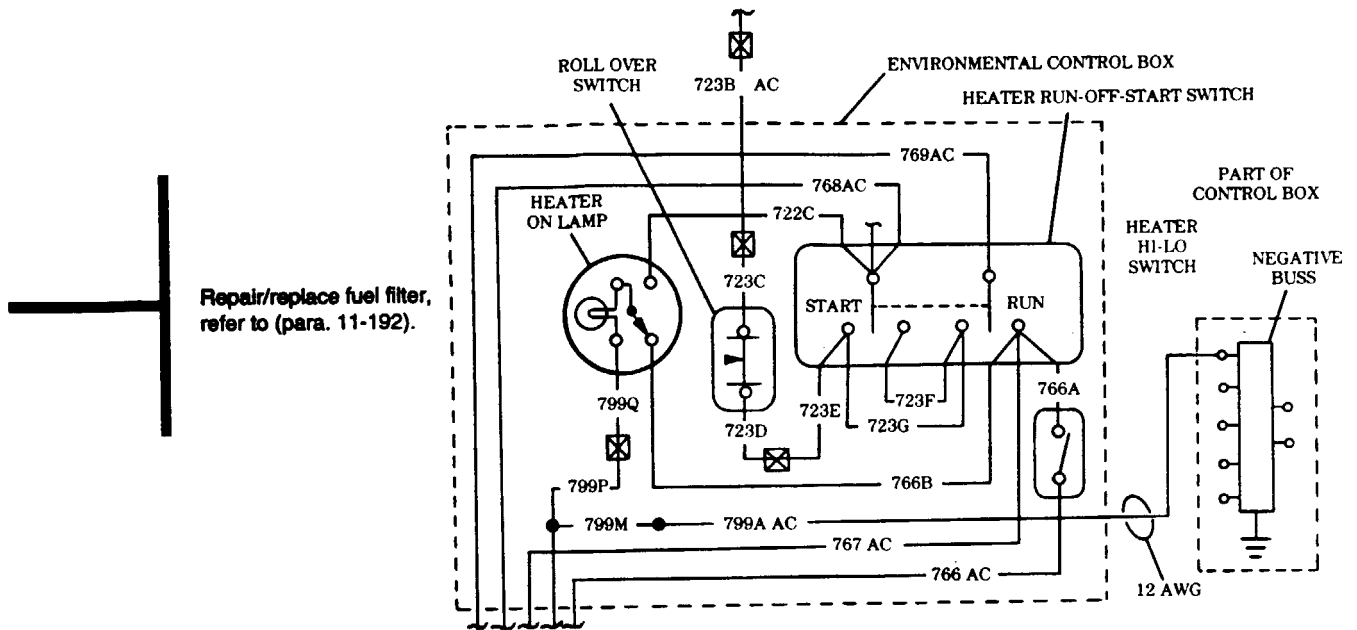 Repair/replace fuel filter,
refer to (para. 11-192).
ROLL OVER
SWITCH
723B AC
ENVIRONMENTAL CONTROL BOX
HEATER RUN-OFF-START SWITCH
769AC
768AC
722C
HEATER
ON LAMP
723C
START
RUN
HEATER
HI-LO
SWITCH
PART OF
CONTROL BOX
NEGATIVE
BUSS
799Q
723D
723E
723F
723G
766A
799P
766B
799M
799A AC
767 AC
766 AC
12 AWG